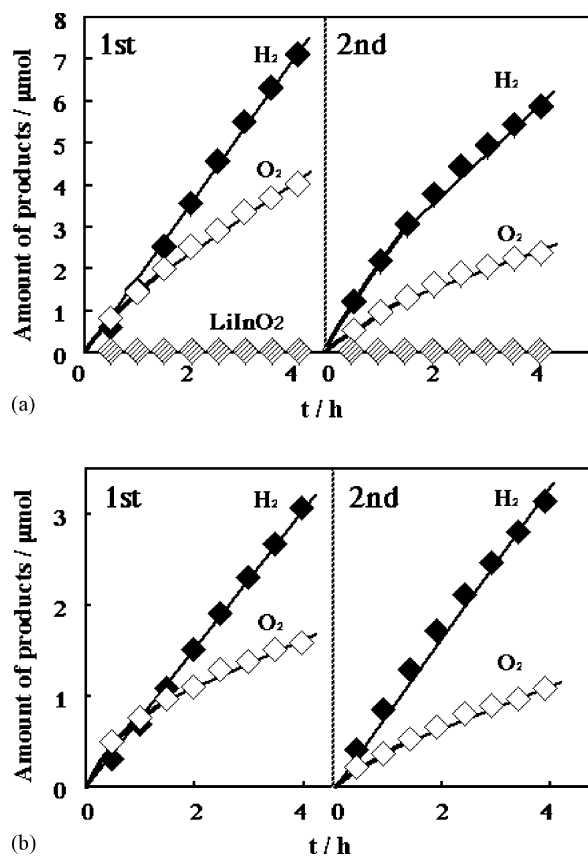 8
7
6
5
4
3
2
1
0
Amount of products / μmol
1st
H₂
O₂
LiInO2
2nd
H₂
O₂
0 2 4 0 2 4
t / h t / h
(a)
3
2
1
0
Amount of products / μmol
1st
H₂
O₂
2nd
H₂
O₂
0 2 4 0 2 4
t / h t / h
(b)